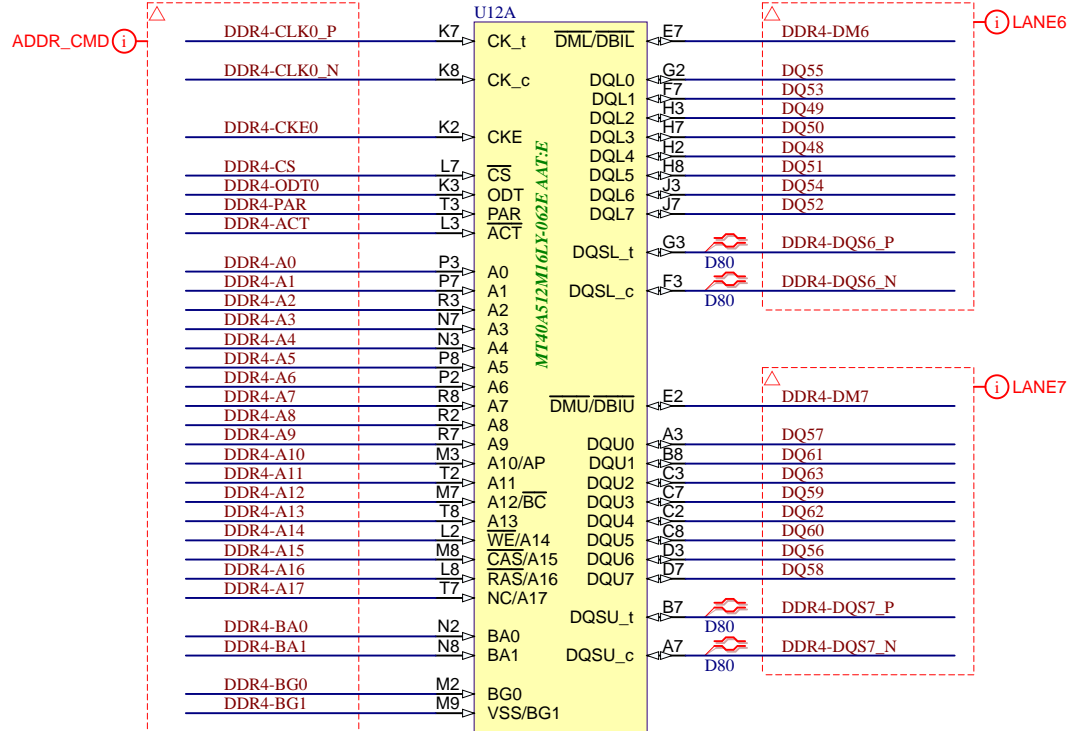 U12A
ADDR_CMD i
DDR4-CLK0_P K7 CK_t DML/DBIL E7 DDR4-DM6 i LANE6
DDR4-CLK0_N K8 CK_c DQL0 G2 DQ55
DQL1 F7 DQ53
DQL2 H3 DQ49
DDR4-CKE0 K2 CKE DQL3 H7 DQ50
DQL4 H2 DQ48
DDR4-CS L7 CS DQL5 H8 DQ51
DDR4-ODT0 K3 ODT DQL6 J3 DQ54
DDR4-PAR T3 PAR DQL7 J7 DQ52
DDR4-ACT L3 ACT
DQSL_t G3 D80 DDR4-DQS6_P
DDR4-A0 P3 A0
DDR4-A1 P7 A1 DQSL_c F3 D80 DDR4-DQS6_N
DDR4-A2 R3 A2
DDR4-A3 N7 A3
DDR4-A4 N3 A4
DDR4-A5 P8 A5
DDR4-A6 P2 A6
DDR4-A7 R8 A7 DMU/DBIU E2 DDR4-DM7 i LANE7
DDR4-A8 R2 A8
DDR4-A9 R7 A9 DQU0 A3 DQ57
DDR4-A10 M3 A10/AP DQU1 B8 DQ61
DDR4-A11 T2 A11 DQU2 C3 DQ63
DDR4-A12 M7 A12/BC DQU3 C7 DQ59
DDR4-A13 T8 A13 DQU4 C2 DQ62
DDR4-A14 L2 WE/A14 DQU5 C8 DQ60
DDR4-A15 M8 CAS/A15 DQU6 D3 DQ56
DDR4-A16 L8 RAS/A16 DQU7 D7 DQ58
DDR4-A17 T7 NC/A17
DQSU_t B7 D80 DDR4-DQS7_P
DDR4-BA0 N2 BA0
DDR4-BA1 N8 BA1 DQSU_c A7 D80 DDR4-DQS7_N
DDR4-BG0 M2 BG0
DDR4-BG1 M9 VSS/BG1
MT40A512M16LY-062E AAT:E